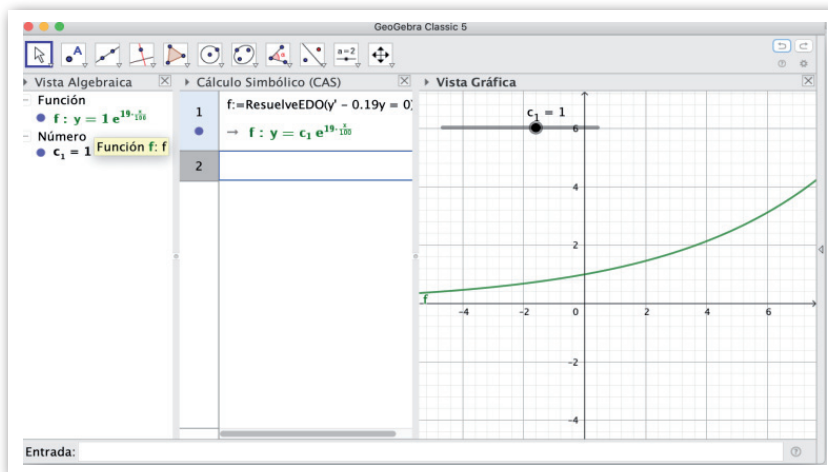 GeoGebra Classic 5
a=2
Vista Algebraica
Función
f : y = 1 e^{19·x/100}
Número
c₁ = 1
Función f: f
Cálculo Simbólico (CAS)
1
f:=ResuelveEDO(y' - 0.19y = 0)
→ f : y = c₁ e^{19·x/100}
2
Vista Gráfica
c₁ = 1
6
4
2
0
-2
-4
-4
-2
2
4
6
f
Entrada: